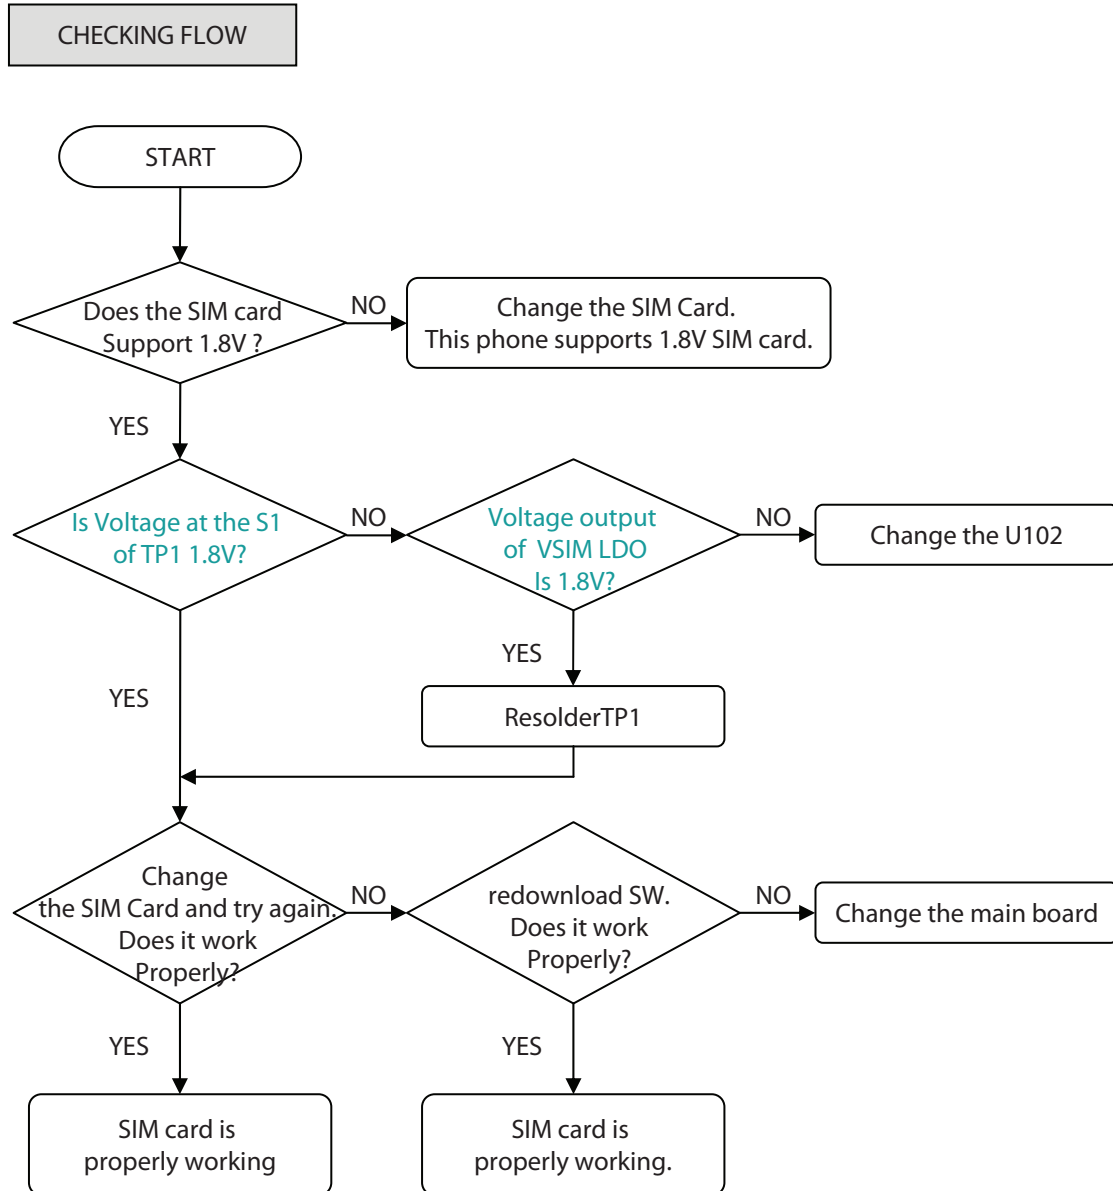 CHECKING FLOW
START
Does the SIM card
Support 1.8V ?
NO
Change the SIM Card.
This phone supports 1.8V SIM card.
YES
Is Voltage at the S1
of TP1 1.8V?
NO
Voltage output
of VSIM LDO
Is 1.8V?
NO
Change the U102
YES
YES
ResolderTP1
Change
the SIM Card and try again.
Does it work
Properly?
NO
redownload SW.
Does it work
Properly?
NO
Change the main board
YES
YES
SIM card is
properly working
SIM card is
properly working.